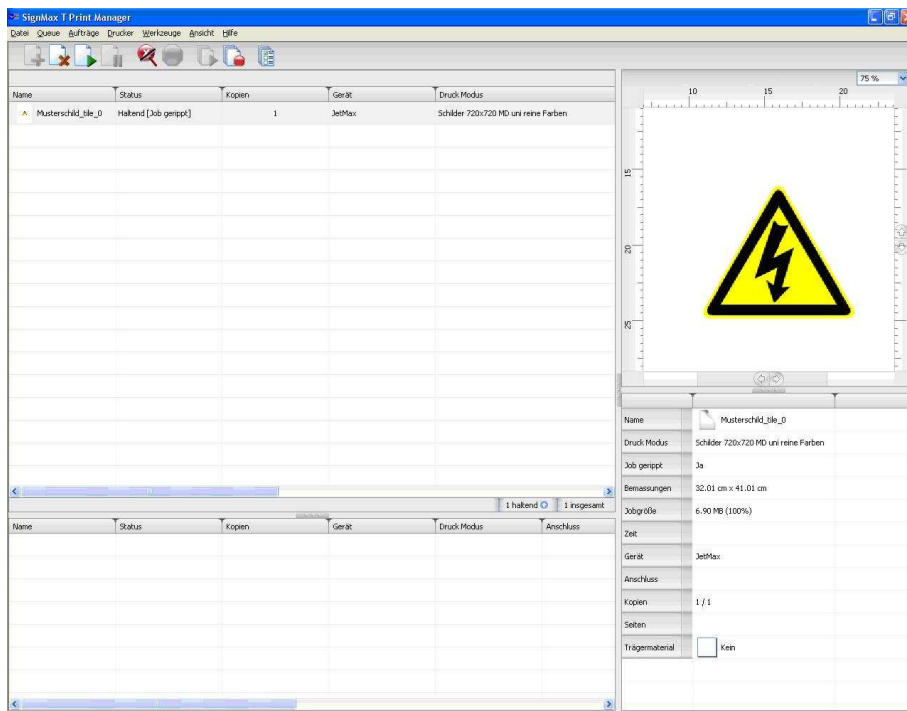 SignMax T Print Manager
Datei Queue Aufträge Drucker Werkzeuge Ansicht Hilfe
75 %
Name Status Kopien Gerät Druck Modus
Musterschild_tile_0 Haltend [Job gerippt] 1 JetMax Schilder 720x720 MD uni reine Farben
10 15 20
15
20
25
Name Musterschild_tile_0
Druck Modus Schilder 720x720 MD uni reine Farben
Job gerippt Ja
Bemassungen 32.01 cm x 41.01 cm
Jobgröße 6.90 MB (100%)
Zeit
Gerät JetMax
Anschluss
Kopien 1 / 1
Seiten
Trägermaterial Kein
1 haltend 1 insgesamt
Name Status Kopien Gerät Druck Modus Anschluss